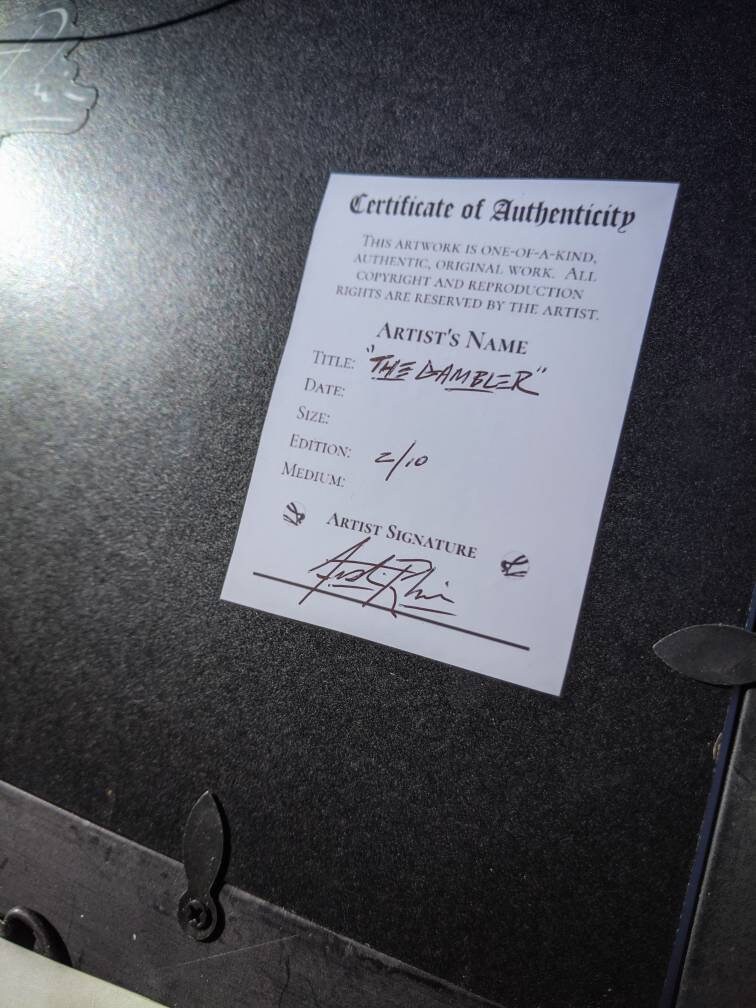 Certificate of Authenticity
THIS ARTWORK IS ONE-OF-A-KIND,
AUTHENTIC, ORIGINAL WORK. ALL
COPYRIGHT AND REPRODUCTION
RIGHTS ARE RESERVED BY THE ARTIST.
ARTIST'S NAME
TITLE: "THE GAMBLER"
DATE:
SIZE:
EDITION: 2/10
MEDIUM:
ARTIST SIGNATURE